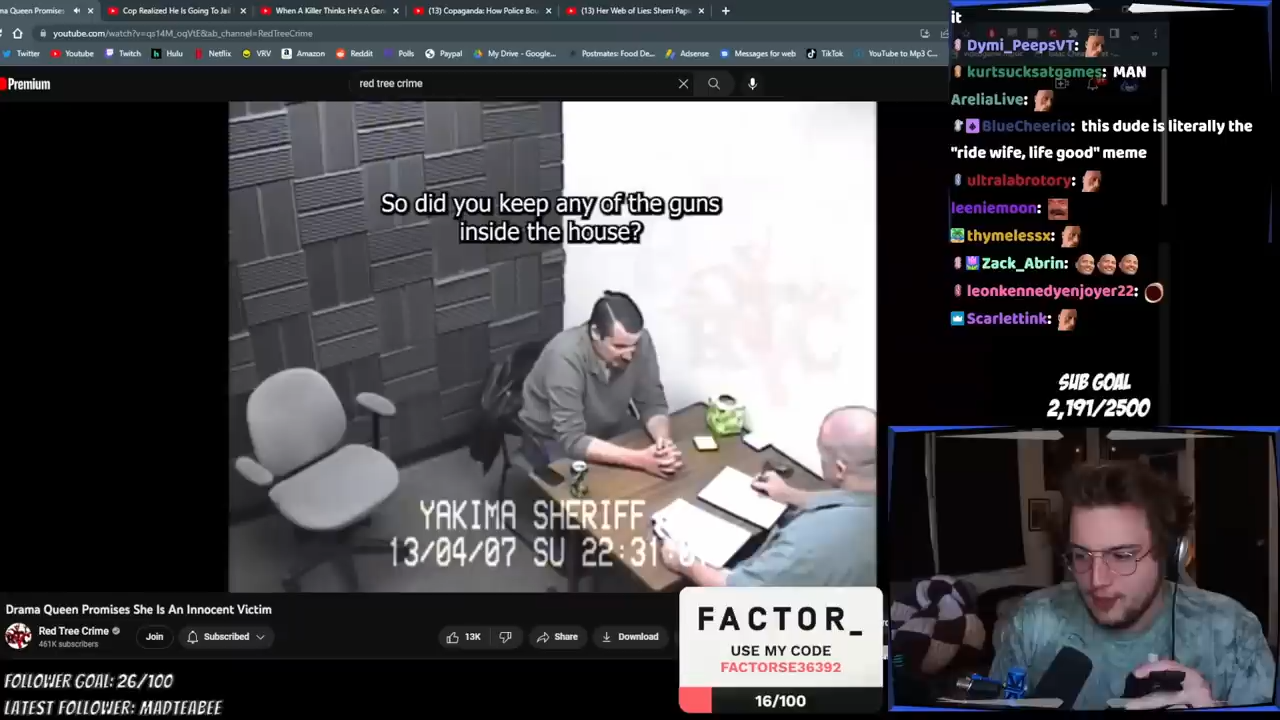 ma Queen Promises
Cop Realized He Is Going To Jail
When A Killer Thinks He's A Gen
(13) Copaganda: How Police Bou
(13) Her Web of Lies: Sherri Pap
youtube.com/watch?v=qs14M_oqVtE&ab_channel=RedTreeCrime
Twitter
Youtube
Twitch
Hulu
Netflix
VRV
Amazon
Reddit
Polls
Paypal
My Drive - Google...
Postmates: Food De...
Adsense
Messages for web
TikTok
YouTube to Mp3 C...
Premium
red tree crime
So did you keep any of the guns
inside the house?
YAKIMA SHERIFF
13/04/07 SU 22:31:
Drama Queen Promises She Is An Innocent Victim
Red Tree Crime
461K subscribers
Join
Subscribed
13K
Share
Download
FOLLOWER GOAL: 26/100
LATEST FOLLOWER: MADTEABEE
FACTOR_
USE MY CODE
FACTORSE36392
16/100
it
Dymi_PeepsVT:
kurtsucksatgames: MAN
AreliaLive:
BlueCheerio: this dude is literally the
"ride wife, life good" meme
ultralabrotory:
leeniemoon:
thymelessx:
Zack_Abrin:
leonkennedyenjoyer22:
Scarlettink:
SUB GOAL
2,191/2500